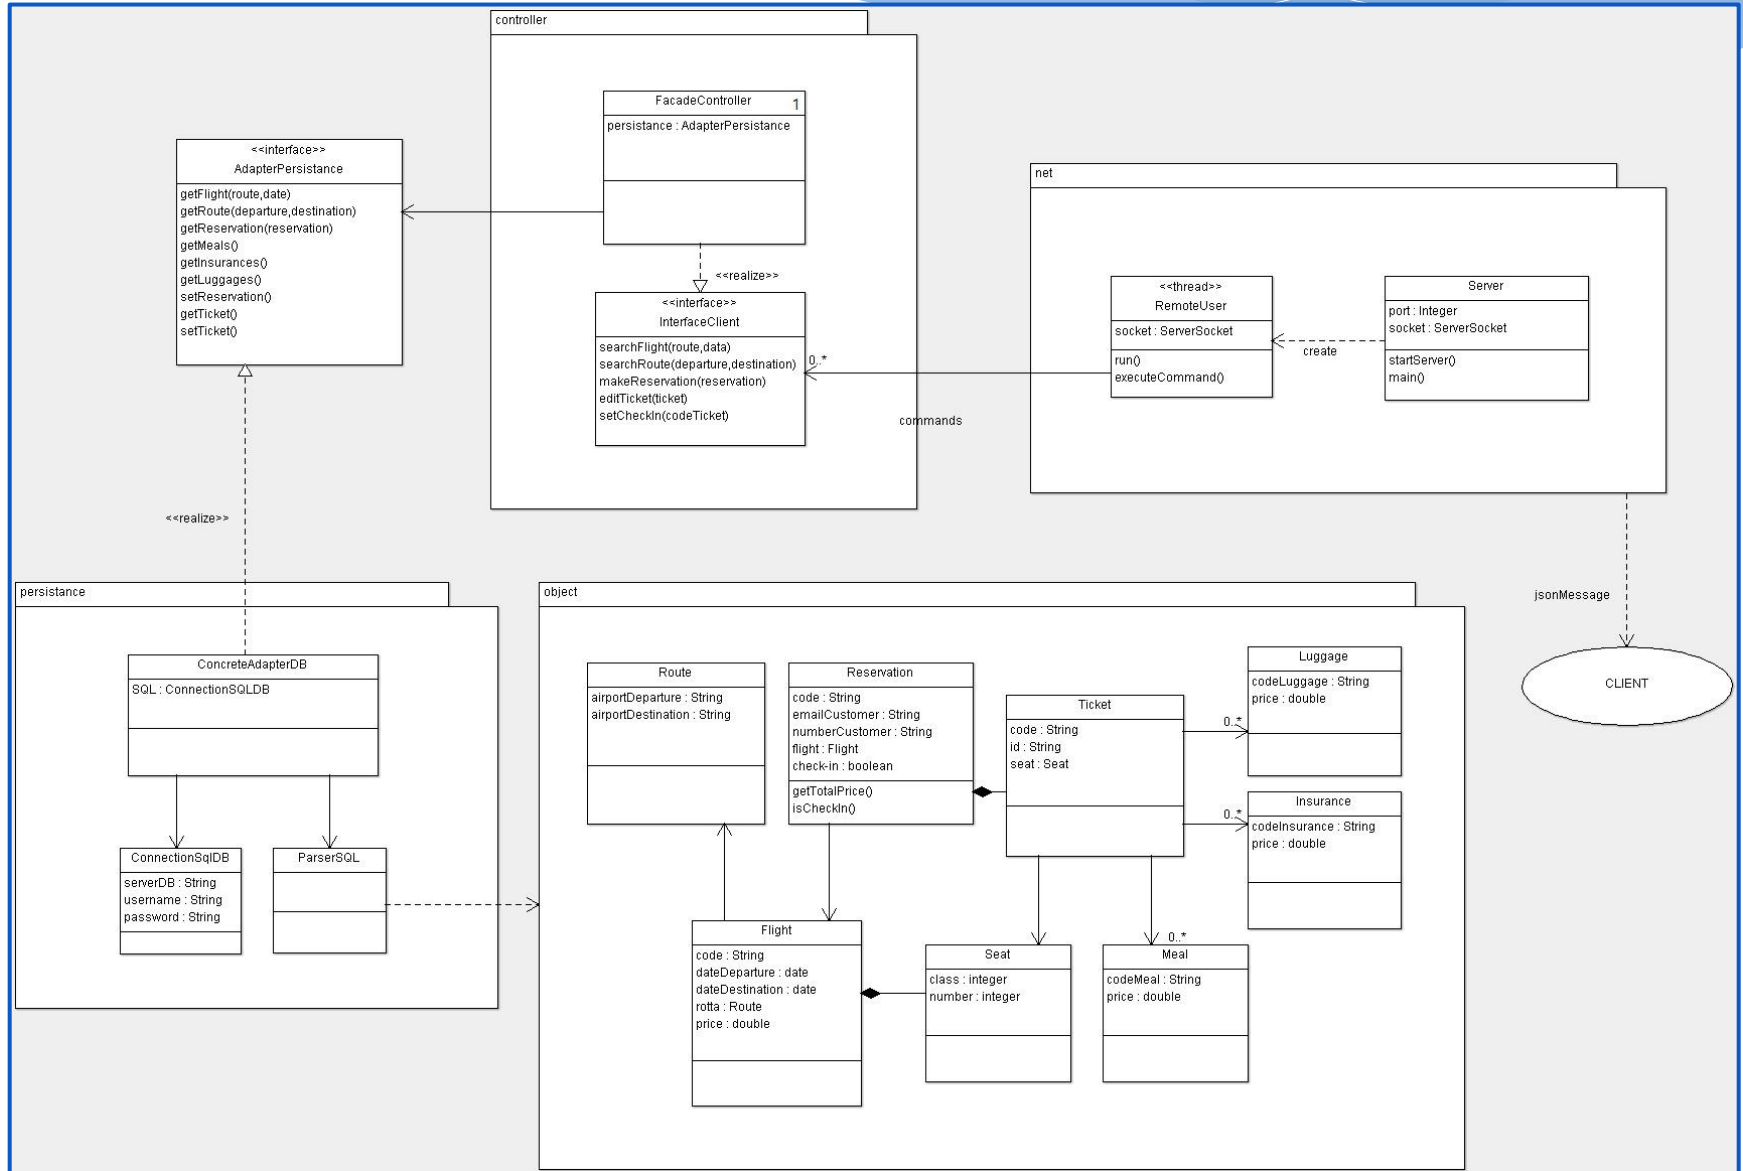 controller
FacadeController
1
persistance : AdapterPersistance
<<interface>>
AdapterPersistance
getFlight(route,date)
getRoute(departure,destination)
getReservation(reservation)
getMeals()
getInsurances()
getLuggages()
setReservation()
getTicket()
setTicket()
<<realize>>
<<interface>>
InterfaceClient
searchFlight(route,data)
searchRoute(departure,destination)
makeReservation(reservation)
editTicket(ticket)
setCheckIn(codeTicket)
0..*
commands
net
<<thread>>
RemoteUser
socket : ServerSocket
run()
executeCommand()
create
Server
port : Integer
socket : ServerSocket
startServer()
main()
<<realize>>
jsonMessage
CLIENT
persistance
ConcreteAdapterDB
SQL : ConnectionSQLDB
ConnectionSqlDB
serverDB : String
username : String
password : String
ParserSQL
object
Route
airportDeparture : String
airportDestination : String
Reservation
code : String
emailCustomer : String
numberCustomer : String
flight : Flight
check-in : boolean
getTotalPrice()
isCheckIn()
Ticket
code : String
id : String
seat : Seat
0..*
Luggage
codeLuggage : String
price : double
0..*
Insurance
codeInsurance : String
price : double
Flight
code : String
dateDeparture : date
dateDestination : date
rotta : Route
price : double
Seat
class : integer
number : integer
0..*
Meal
codeMeal : String
price : double